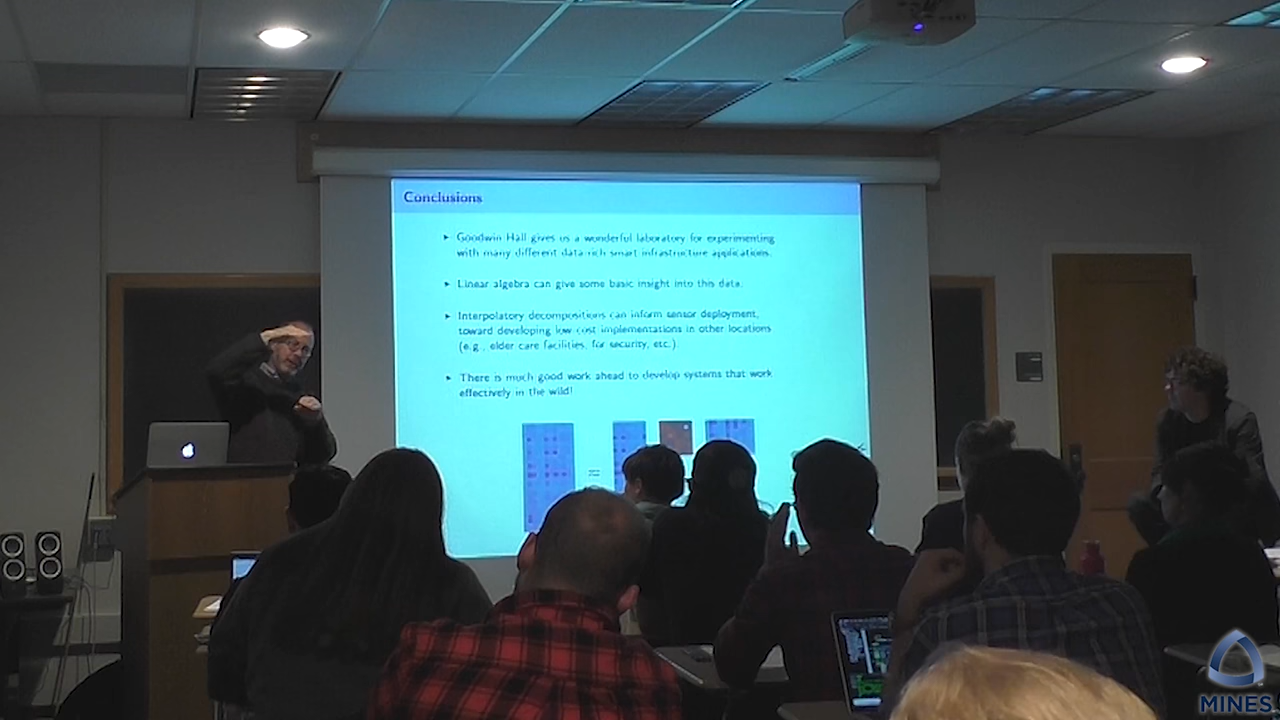 Conclusions
Goodwin Hall gives us a wonderful laboratory for experimenting
with many different data-rich smart infrastructure applications.
Linear algebra can give some basic insight into this data.
Interpolatory decompositions can inform sensor deployment,
toward developing low cost implementations in other locations
(e.g., elder care facilities, for security, etc.).
There is much good work ahead to develop systems that work
effectively in the wild!
=
MINES